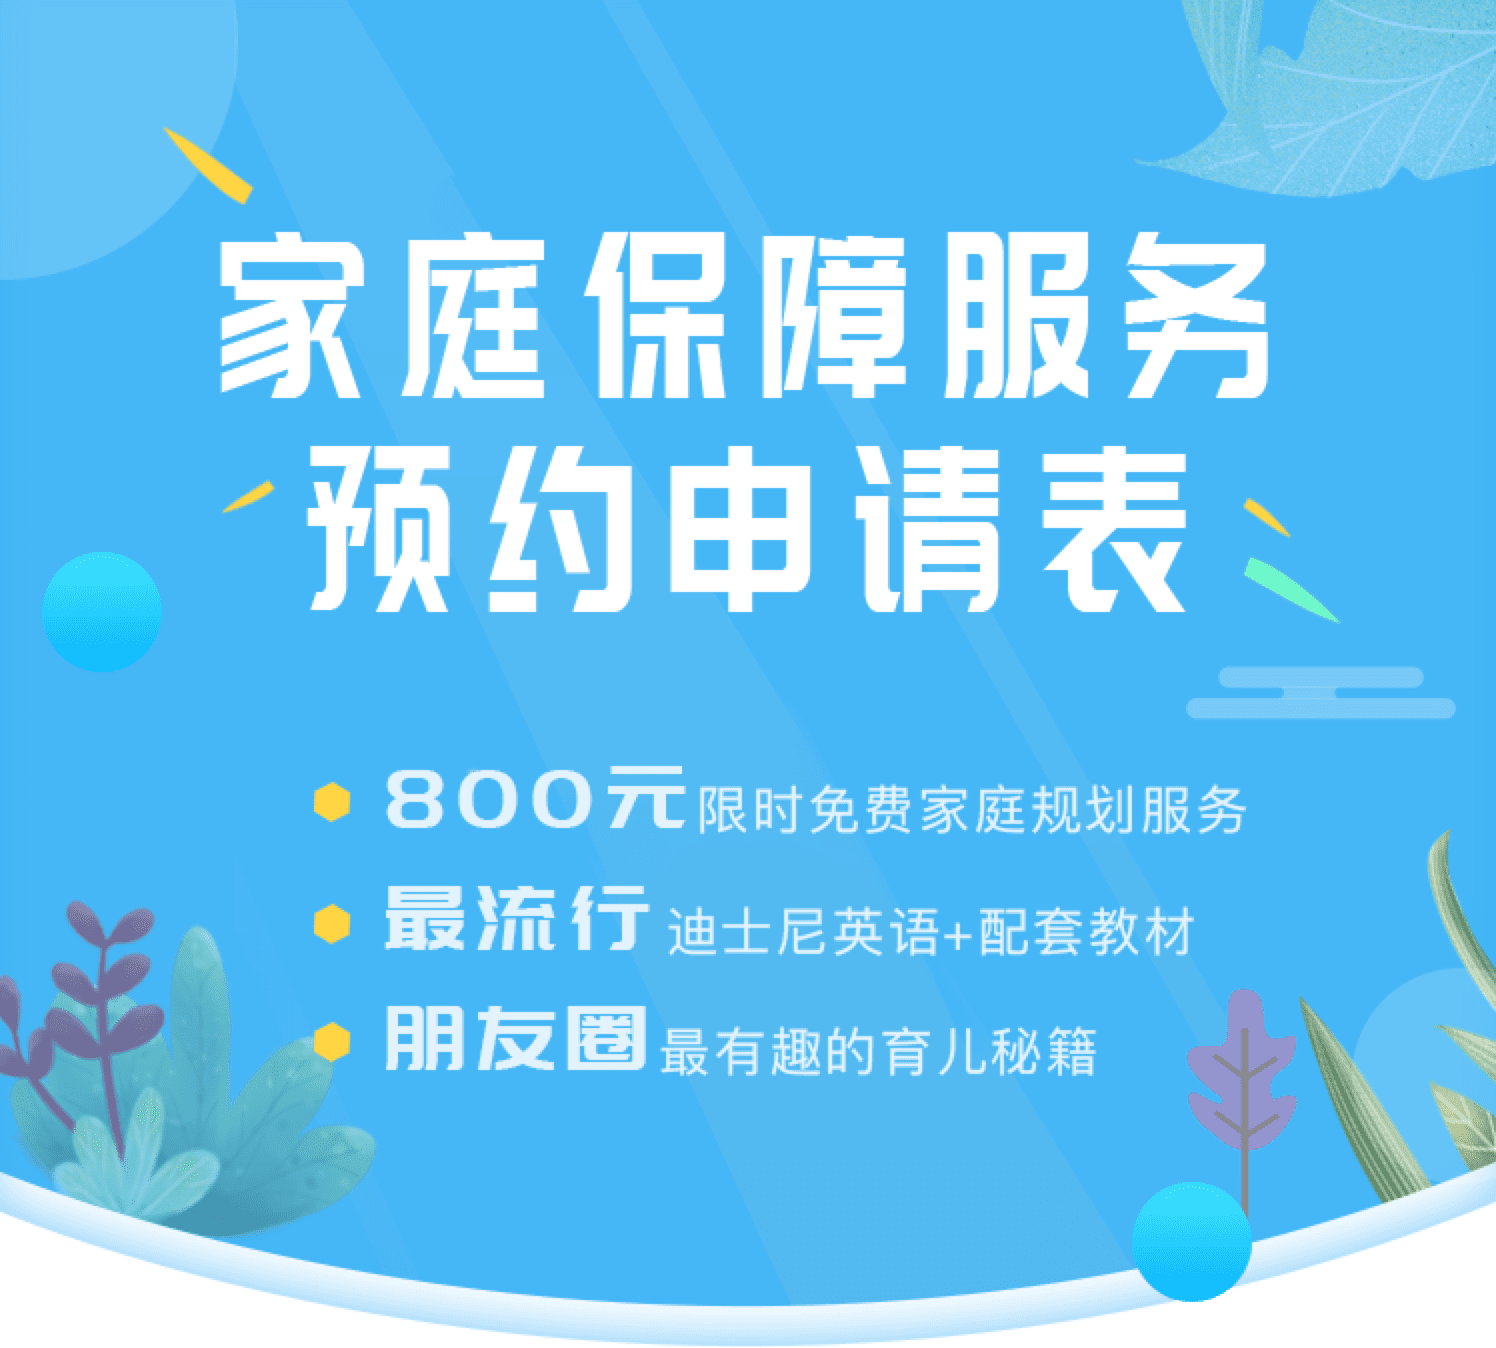 家庭保障服务
预约申请表
800元限时免费家庭规划服务
最流行 迪士尼英语+配套教材
朋友圈 最有趣的育儿秘籍